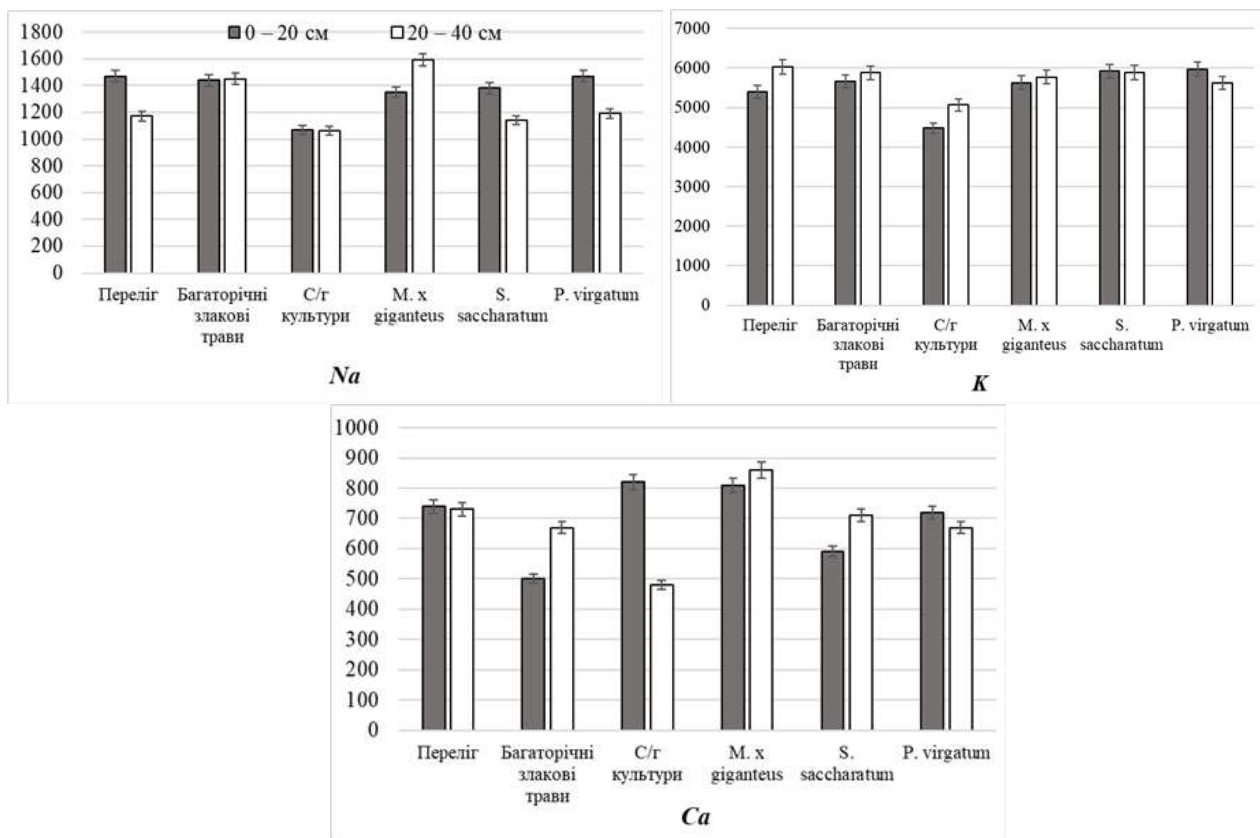 1800
1600
1400
1200
1000
800
600
400
200
0
0 – 20 см
20 – 40 см
Переліг
Багаторічні
злакові
трави
С/г
культури
M. x
giganteus
S.
saccharatum
P. virgatum
Na
7000
6000
5000
4000
3000
2000
1000
0
Переліг
Багаторічні
злакові
трави
С/г
культури
M. x
giganteus
S.
saccharatum
P. virgatum
K
1000
900
800
700
600
500
400
300
200
100
0
Переліг
Багаторічні
злакові
трави
С/г
культури
M. x
giganteus
S.
saccharatum
P. virgatum
Ca